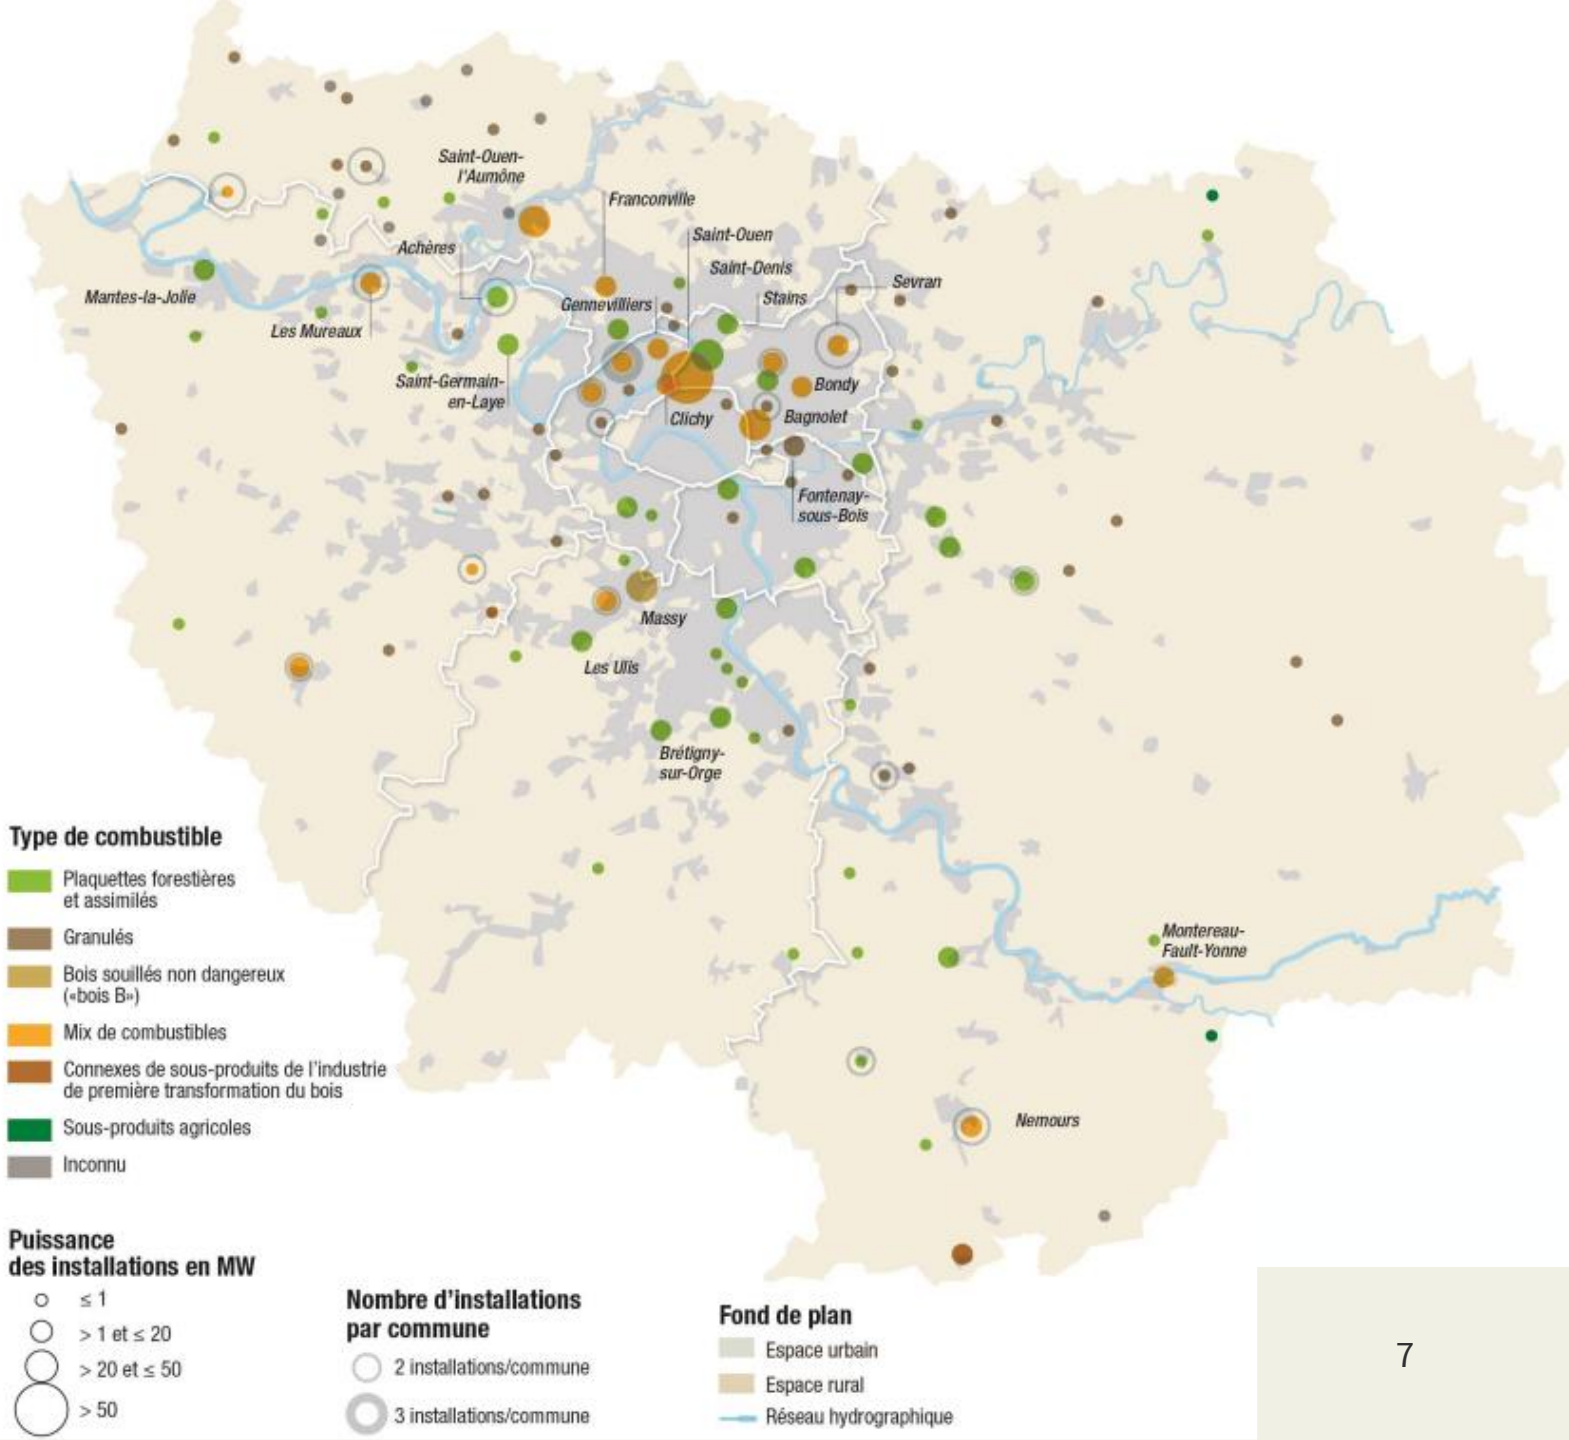 Saint-Ouen-
l'Aumône
Franconville
Saint-Ouen
Achères
Saint-Denis
Sevran
Mantes-la-Jolie
Gennevilliers
Stains
Les Mureaux
Saint-Germain-
en-Laye
Bondy
Clichy
Bagnolet
Fontenay-
sous-Bois
Massy
Les Ulis
Brétigny-
sur-Orge
Montereau-
Fault-Yonne
Nemours
Type de combustible
Plaquettes forestières
et assimilés
Granulés
Bois souillés non dangereux
(«bois B»)
Mix de combustibles
Connexes de sous-produits de l'industrie
de première transformation du bois
Sous-produits agricoles
Inconnu
Puissance
des installations en MW
≤ 1
> 1 et ≤ 20
> 20 et ≤ 50
> 50
Nombre d'installations
par commune
2 installations/commune
3 installations/commune
Fond de plan
Espace urbain
Espace rural
Réseau hydrographique
7